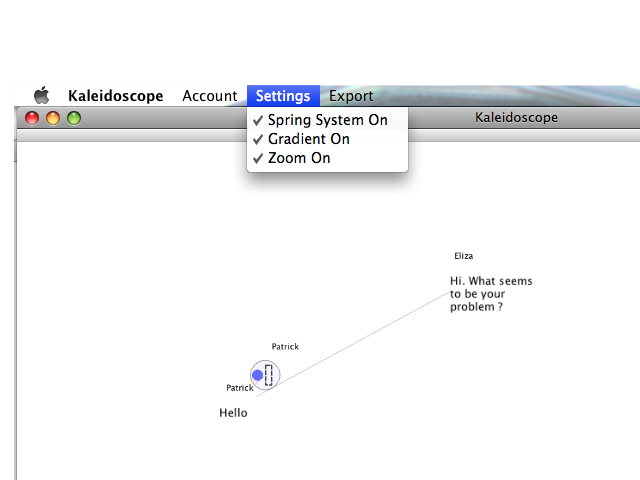 Kaleidoscope Account Settings Export
Kaleidoscope
Spring System On
Gradient On
Zoom On
Eliza
Hi. What seems
to be your
problem ?
Patrick
Patrick
Hello